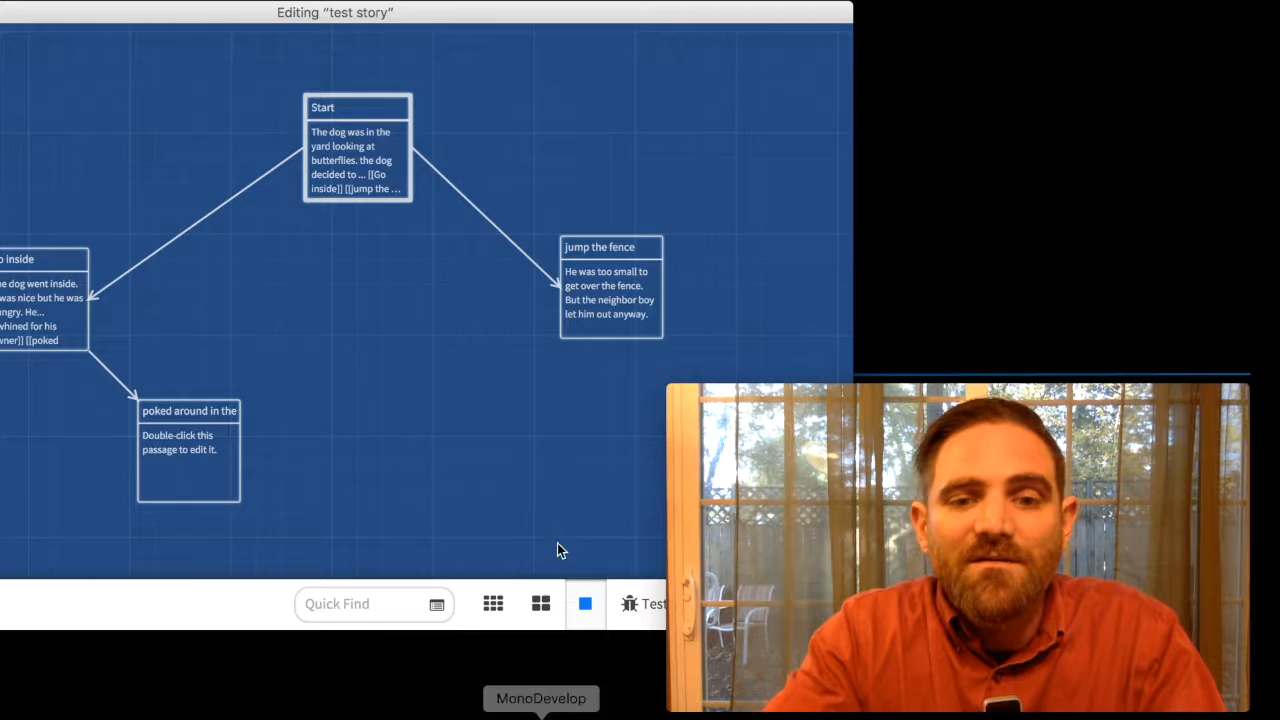 Editing “test story”
Start
The dog was in the
yard looking at
butterflies. the dog
decided to ... [[Go
inside]] [[jump the ...
jump the fence
He was too small to
get over the fence.
But the neighbor boy
let him out anyway.
inside
dog went inside.
was nice but he was
He...
whined for his
[[poked
poked around in the
Double-click this
passage to edit it.
Quick Find
Test
MonoDevelop